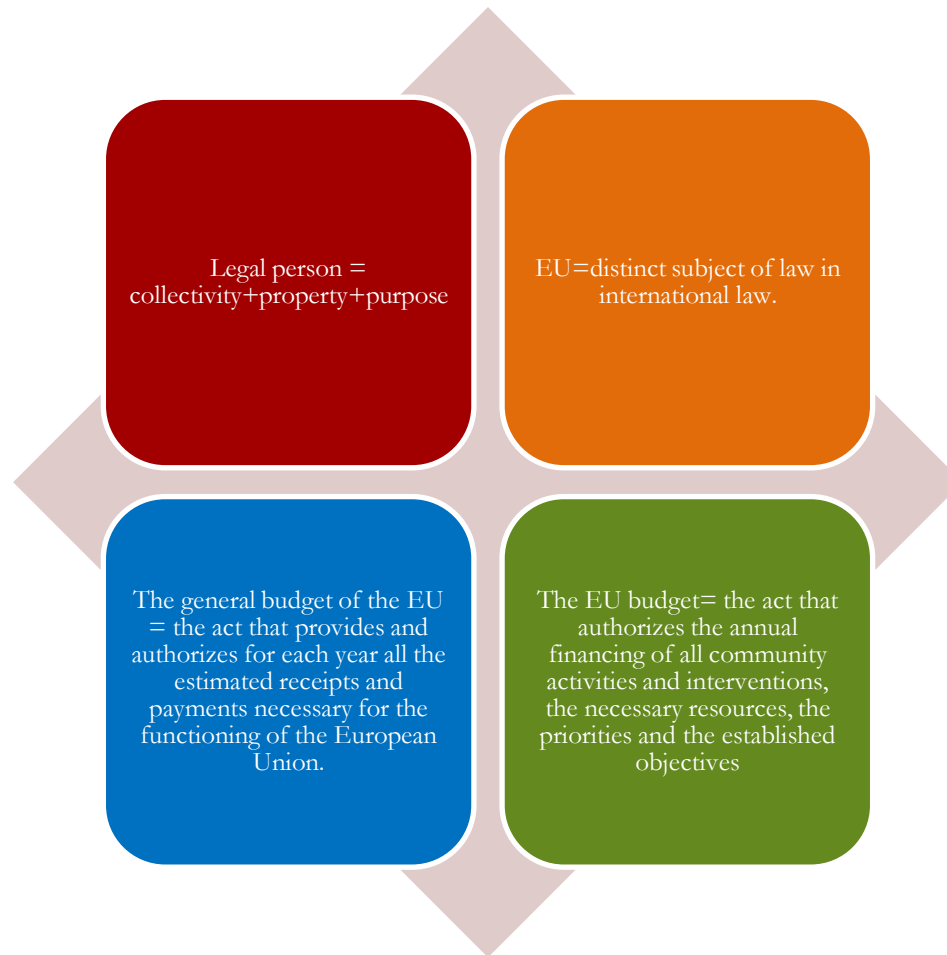 Legal person =
collectivity+property+purpose
EU=distinct subject of law in
international law.
The general budget of the EU
= the act that provides and
authorizes for each year all the
estimated receipts and
payments necessary for the
functioning of the European
Union.
The EU budget= the act that
authorizes the annual
financing of all community
activities and interventions,
the necessary resources, the
priorities and the established
objectives